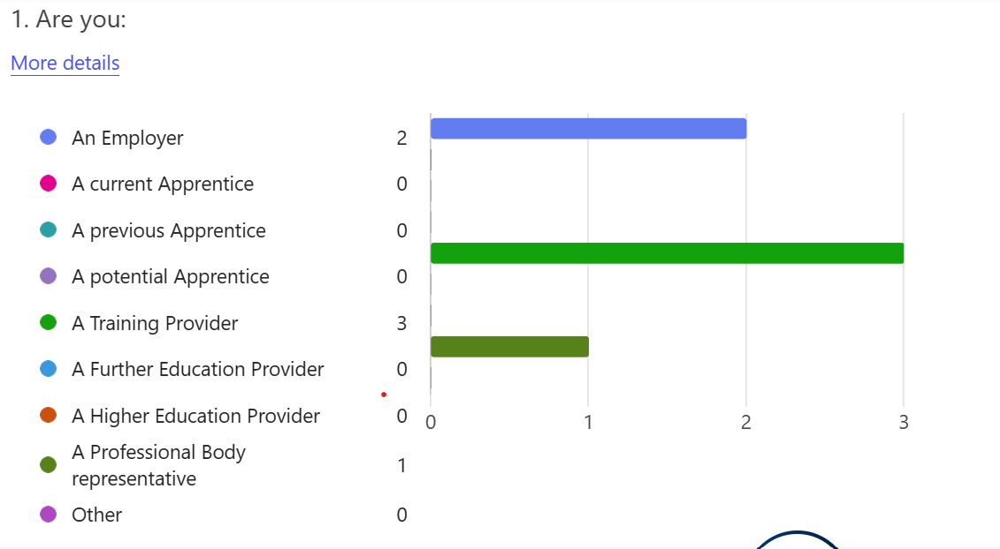 1. Are you:
More details
An Employer 2
A current Apprentice 0
A previous Apprentice 0
A potential Apprentice 0
A Training Provider 3
A Further Education Provider 0
A Higher Education Provider 0
A Professional Body
representative 1
Other 0
0 1 2 3